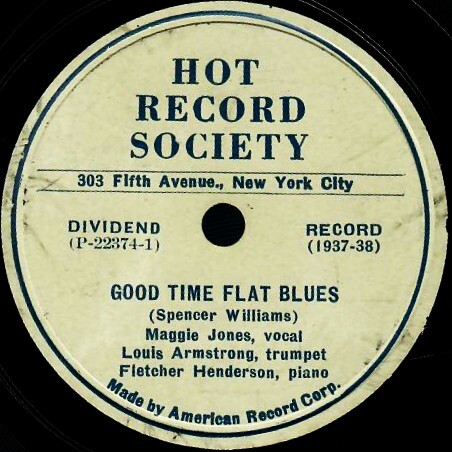 HOT
RECORD
SOCIETY
303 Fifth Avenue., New York City
DIVIDEND RECORD
(P-22374-1) (1937-38)
GOOD TIME FLAT BLUES
(Spencer Williams)
Maggie Jones, vocal
Louis Armstrong, trumpet
Fletcher Henderson, piano
Made by American Record Corp.